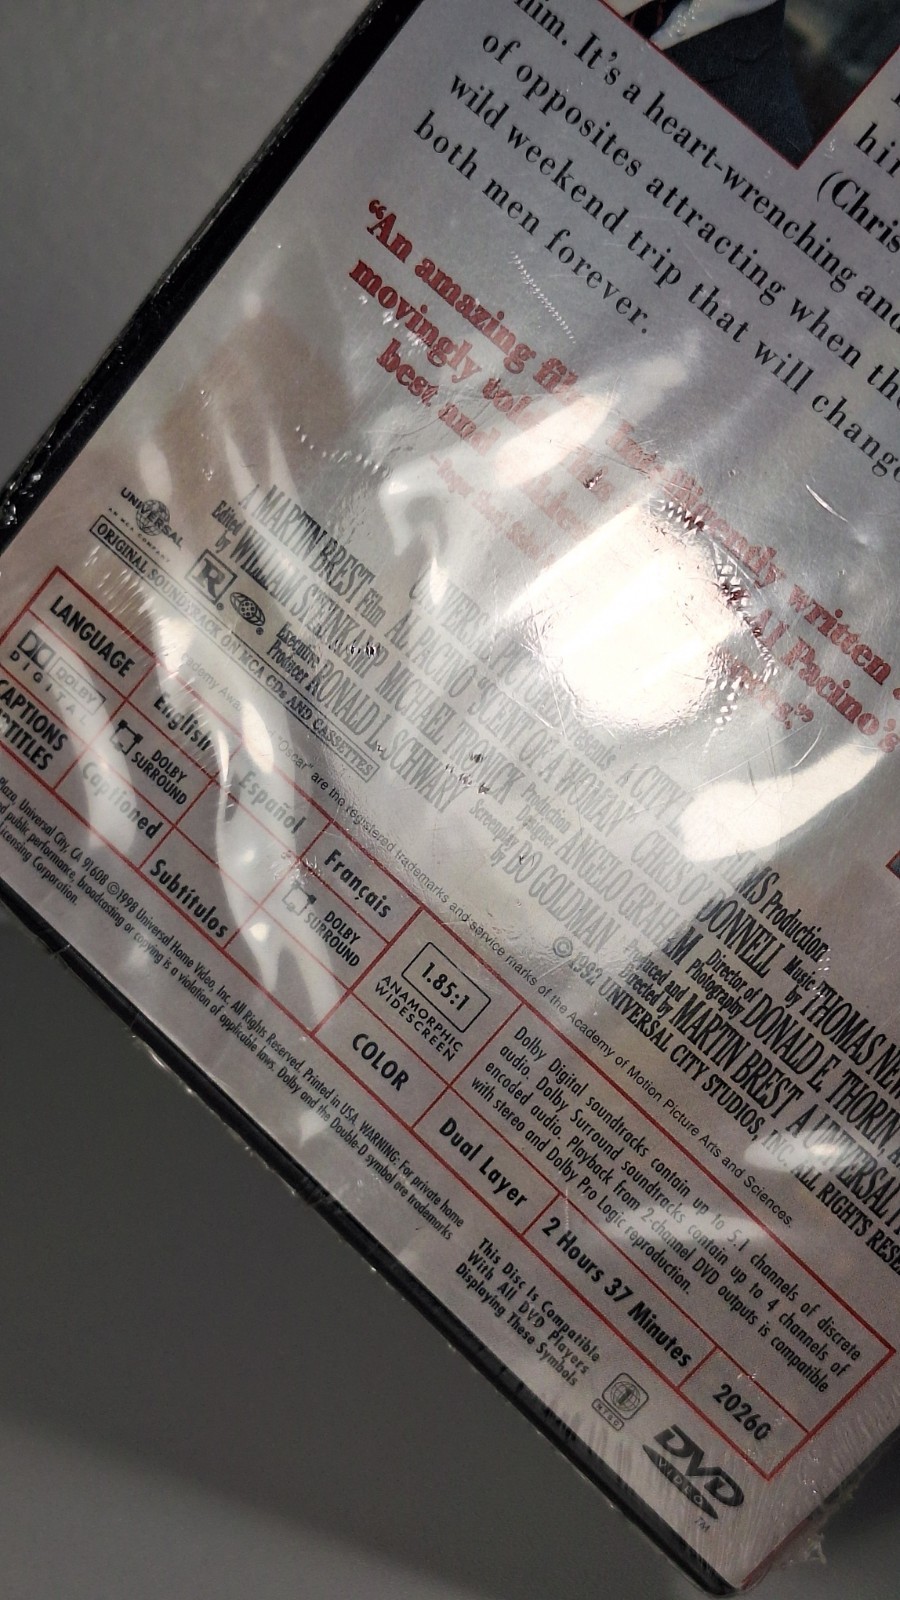 him. It's a heart-wrenching and
of opposites attracting when the
wild weekend trip that will change
both men forever.
hi
(Chris
"An amazing film
written
movingly told
Al Pacino's
best and
UNIVERSAL
AN MCA COMPANY
ORIGINAL SOUNDTRACK ON MCA CDs AND CASSETTES
R
A MARTIN BREST Film
"SCENT OF A WOMAN"
Edited by WILLIAM STEINKAMP MICHAEL TRONICK
Production Designer ANGELO
Director of Photography DONALD E. THORIN, A
Music by THOMAS NEW
Executive Producer RONALD L. SCHWARY
Screenplay by BO GOLDMAN
Produced and Directed by MARTIN BREST A UNIVERSAL
©1992 UNIVERSAL CITY STUDIOS, INC. ALL RIGHTS RESE
"Oscar" are the registered trademarks and service marks of the Academy of Motion Picture Arts and Sciences.
LANGUAGE
English
Español
Français
DOLBY
DIGITAL
DOLBY
SURROUND
DOLBY
SURROUND
CAPTIONS
Captioned
Subtítulos
1.85:1
ANAMORPHIC
WIDESCREEN
COLOR
Dual Layer
2 Hours 37 Minutes
20260
Dolby Digital soundtracks contain up to 5.1 channels of discrete
audio. Dolby Surround soundtracks contain up to 4 channels of
encoded audio. Playback from 2-channel DVD outputs is compatible
with stereo and Dolby Pro Logic reproduction.
Plaza, Universal City, CA 91608 ©1998 Universal Home Video, Inc. All Rights Reserved. Printed in USA. WARNING: For private home
public performance, broadcasting or copying is a violation of applicable laws. Dolby and the Double-D symbol are trademarks
Licensing Corporation.
This Disc Is Compatible
With All DVD Players
Displaying These Symbols
1
NTSC
DVD
VIDEO
TM